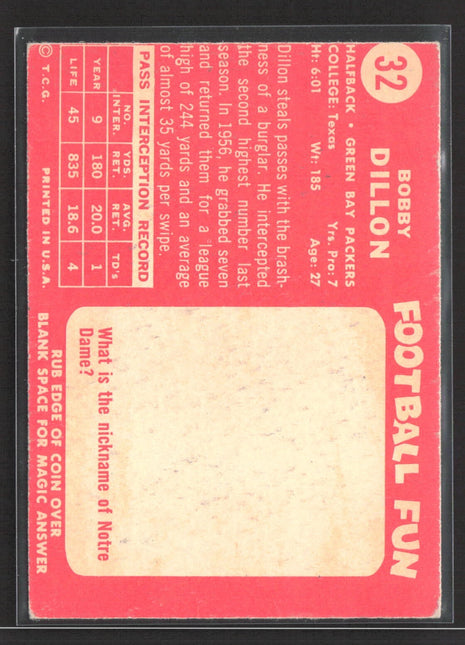 32
BOBBY
DILLON
HALFBACK • GREEN BAY PACKERS
COLLEGE: Texas Yrs. Pro: 7
Ht: 6:01 Wt: 185 Age: 27
Dillon steals passes with the brash-
ness of a burglar. He intercepted
the second highest number last
season. In 1956, he grabbed seven
and returned them for a league
high of 244 yards and an average
of almost 35 yards per swipe.
PASS INTERCEPTION RECORD
NO. INTER. YDS. RET. AVG. RET. TD's
YEAR 9 180 20.0 1
LIFE 45 835 18.6 4
© T.C.G. PRINTED IN U.S.A.
FOOTBALL FUN
What is the nickname of Notre
Dame?
RUB EDGE OF COIN OVER
BLANK SPACE FOR MAGIC ANSWER